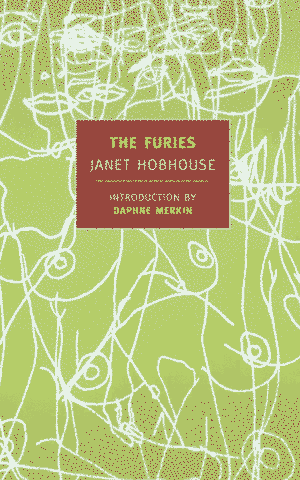 THE FURIES
JANET HOBHOUSE
INTRODUCTION BY
DAPHNE MERKIN